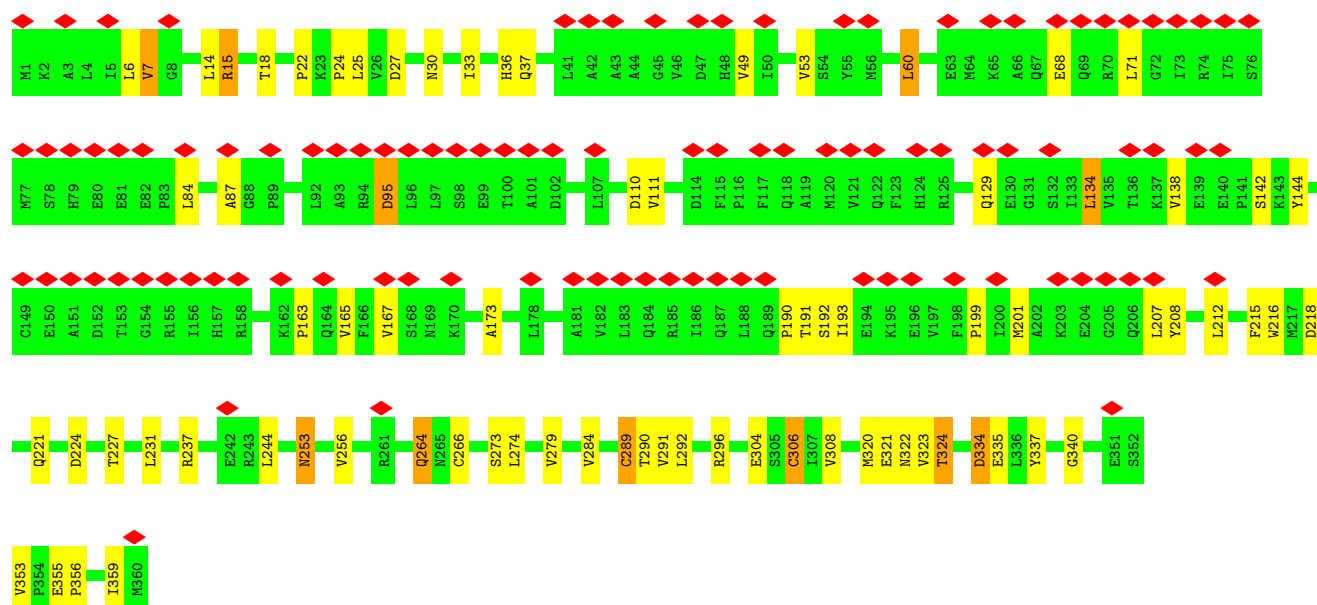 M1 K2 A3 L4 I5 L6 V7 G8 L14 R15 T18 P22 K23 P24 L25 V26 D27 N30 I33 H36 Q37 L41 A42 A43 A44 G45 V46 D47 H48 V49 I50 V53 S54 Y55 M56 L60 E63 M64 K65 A66 Q67 E68 Q69 R70 L71 G72 I73 R74 I75 S76
M77 S78 H79 E80 E81 E82 P83 L84 A87 G88 P89 L92 A93 R94 D95 L96 L97 S98 E99 T100 A101 D102 L107 D110 V111 D114 F115 P116 F117 Q118 A119 M120 V121 Q122 F123 H124 R125 Q129 E130 G131 S132 I133 L134 V135 T136 K137 V138 E139 E140 P141 S142 K143 Y144
C149 E150 A151 D152 T153 G154 R155 I156 H157 R158 K162 P163 Q164 V165 F166 V167 S168 N169 K170 A173 L178 A181 V182 L183 Q184 R185 I186 Q187 L188 Q189 P190 T191 S192 I193 E194 K195 E196 V197 F198 P199 I200 M201 A202 K203 E204 G205 Q206 L207 Y208 L212 F215 W216 M217 D218
Q221 D224 T227 L231 R237 E242 R243 L244 N253 V256 R261 Q264 N265 C266 S273 L274 V279 V284 C289 T290 V291 L292 R296 E304 S305 C306 I307 V308 M320 E321 N322 V323 T324 D334 E335 L336 Y337 G340 E351 S352
V353 P354 E355 P356 I359 M360